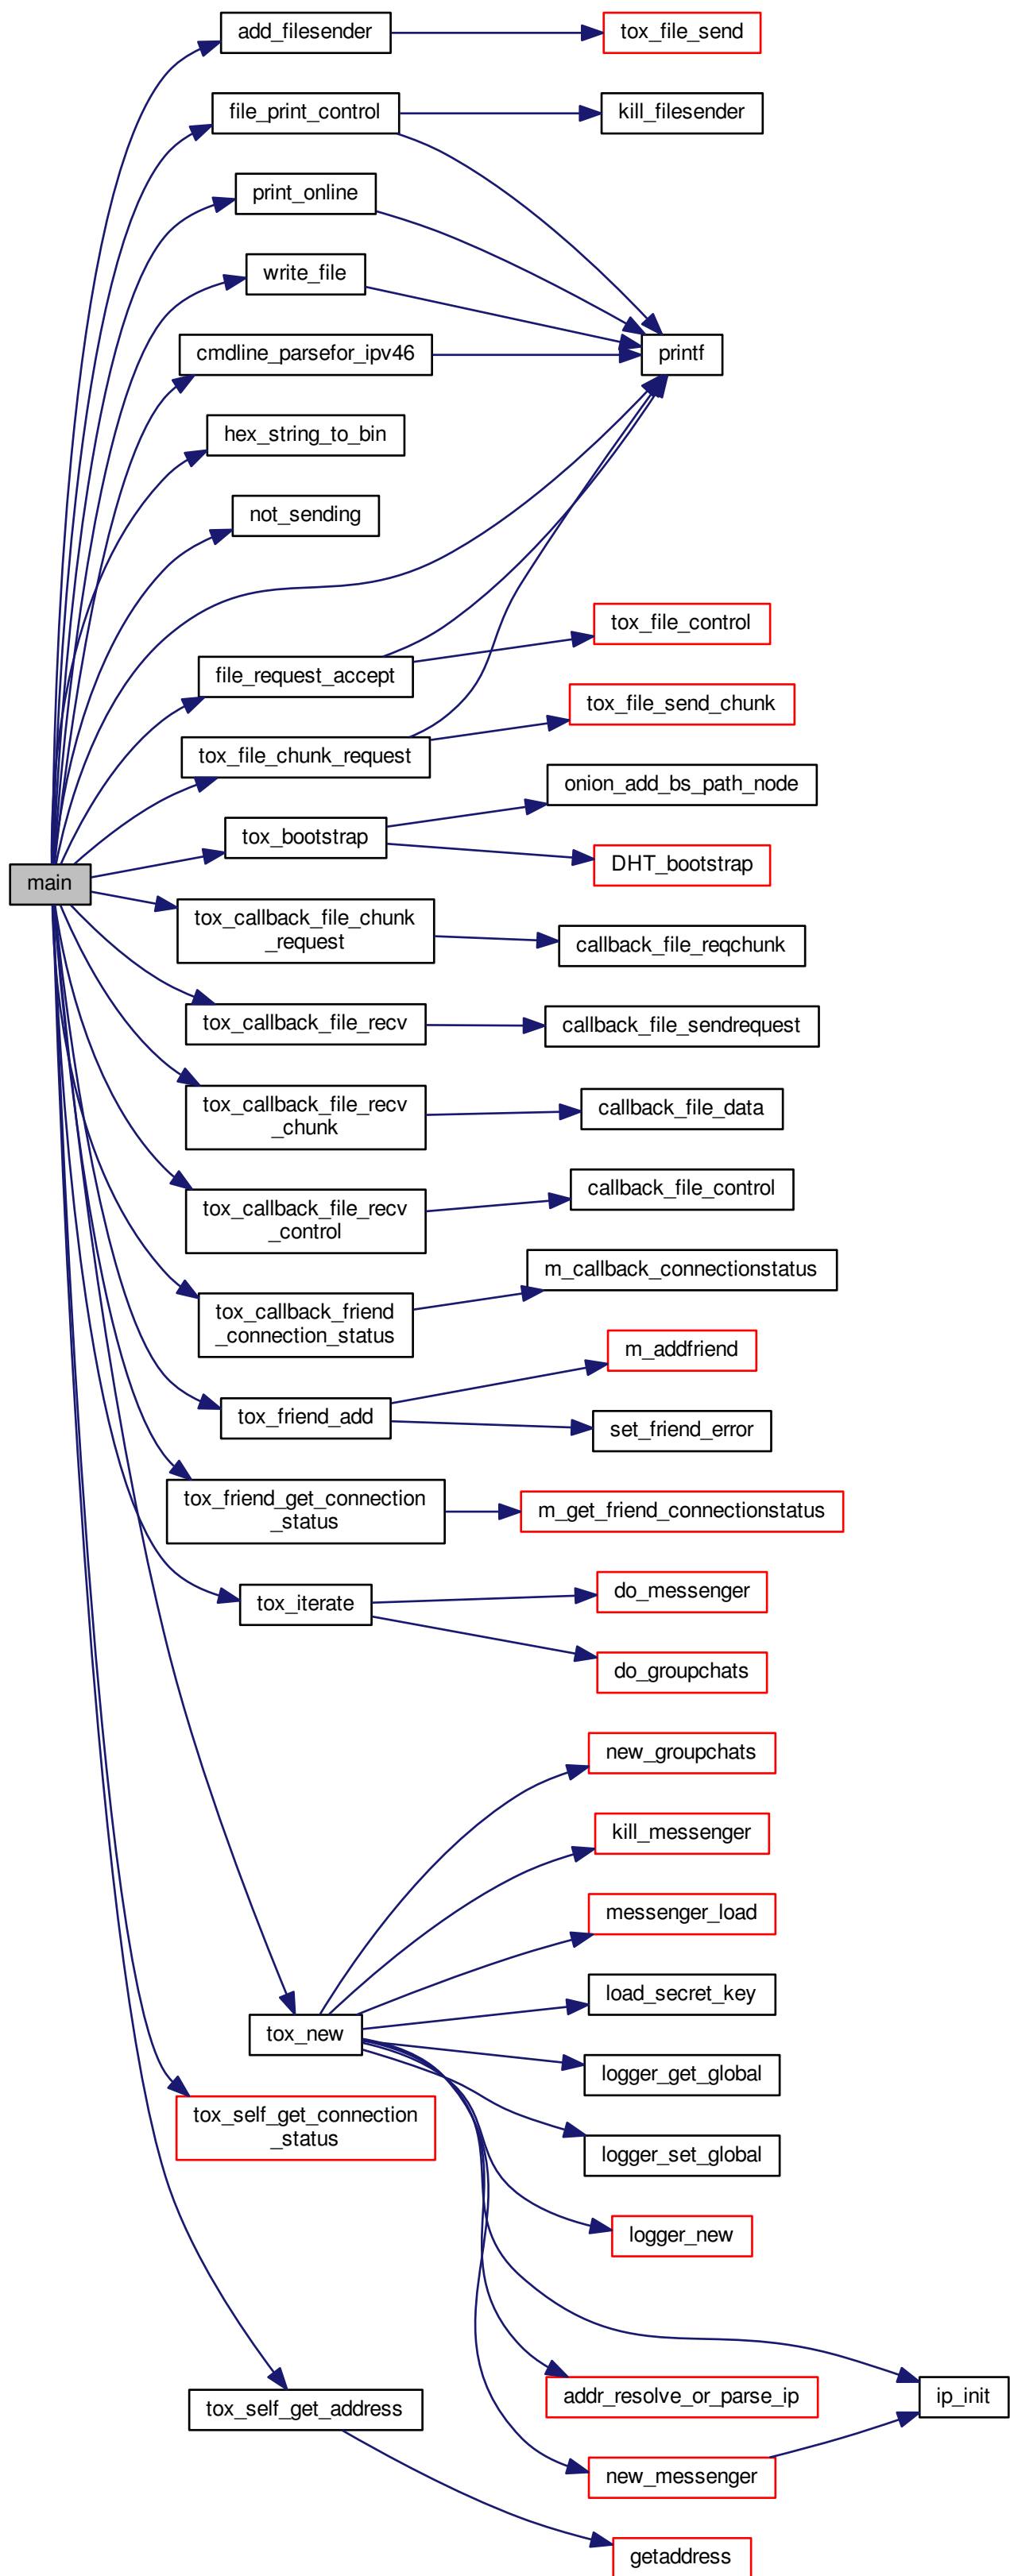 add_filesender
tox_file_send
file_print_control
kill_filesender
print_online
write_file
cmdline_parsefor_ipv46
printf
hex_string_to_bin
not_sending
tox_file_control
file_request_accept
tox_file_send_chunk
tox_file_chunk_request
onion_add_bs_path_node
tox_bootstrap
DHT_bootstrap
main
tox_callback_file_chunk
_request
callback_file_reqchunk
tox_callback_file_recv
callback_file_sendrequest
tox_callback_file_recv
_chunk
callback_file_data
tox_callback_file_recv
_control
callback_file_control
m_callback_connectionstatus
tox_callback_friend
_connection_status
m_addfriend
tox_friend_add
set_friend_error
tox_friend_get_connection
_status
m_get_friend_connectionstatus
do_messenger
tox_iterate
do_groupchats
new_groupchats
kill_messenger
messenger_load
load_secret_key
tox_new
logger_get_global
tox_self_get_connection
_status
logger_set_global
logger_new
addr_resolve_or_parse_ip
ip_init
tox_self_get_address
new_messenger
getaddress